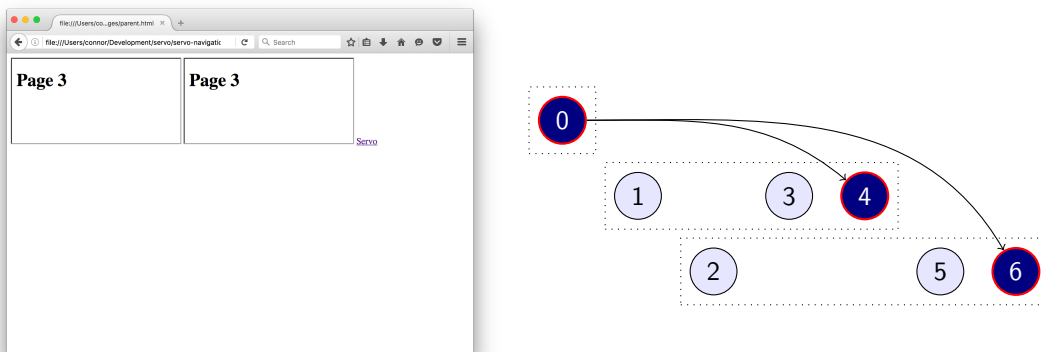 file:///Users/co...ges/parent.html × +
file:///Users/connor/Development/servo/servo-navigatic
Search
Page 3
Page 3
Servo
0
1
3
4
2
5
6